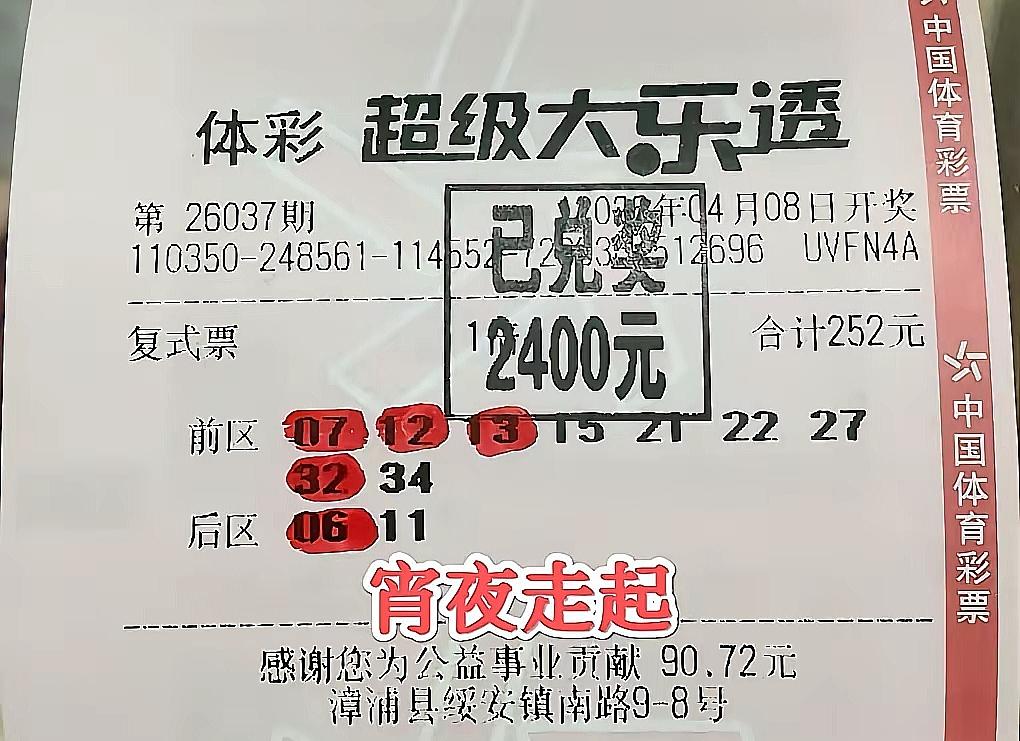 体彩 超级大乐透
第 26037期 年04月08日开奖
110350-248561-114552-72 512696 UVFN4A
已兑奖
复式票 合计252元
2400元
前区 07 12 13 15 21 22 27
32 34
后区 06 11
宵夜走起
感谢您为公益事业贡献 90.72元
漳浦县绥安镇南路9-8号
中国体育彩票
中国体育彩票